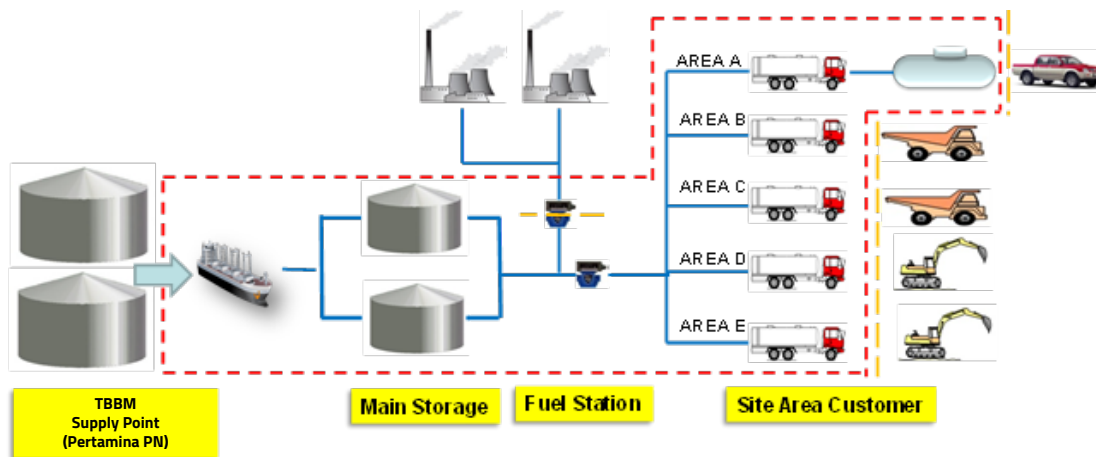 AREA A
AREA B
AREA C
AREA D
AREA E
TBBM
Supply Point
(Pertamina PN)
Main Storage
Fuel Station
Site Area Customer